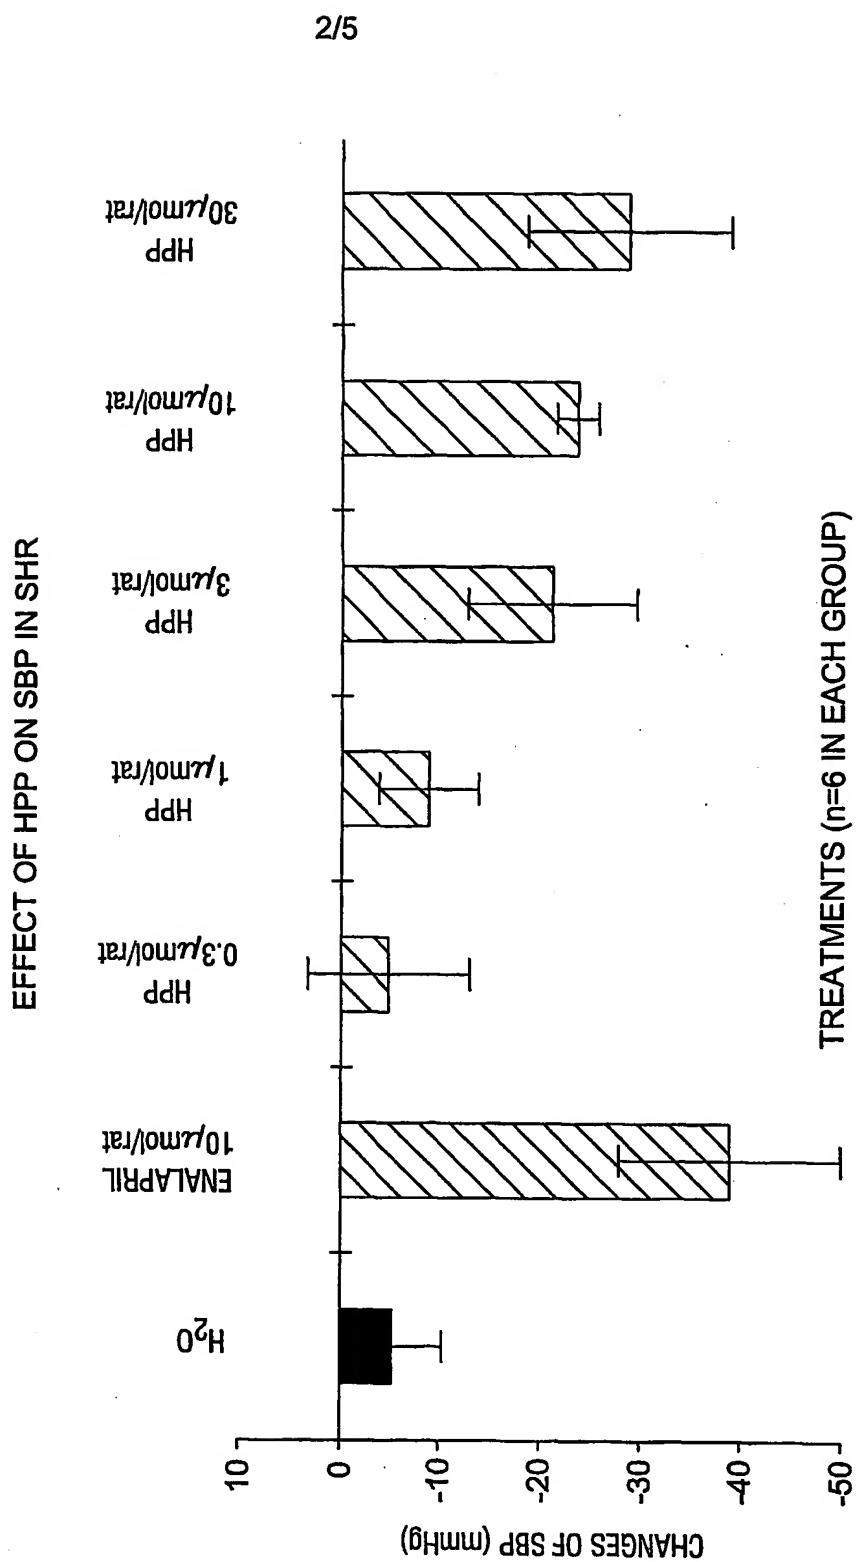 2/5
EFFECT OF HPP ON SBP IN SHR
H₂O
ENALAPRIL
10µmol/rat
HPP
0.3µmol/rat
HPP
1µmol/rat
HPP
3µmol/rat
HPP
10µmol/rat
HPP
30µmol/rat
CHANGES OF SBP (mmHg)
10
0
-10
-20
-30
-40
-50
TREATMENTS (n=6 IN EACH GROUP)